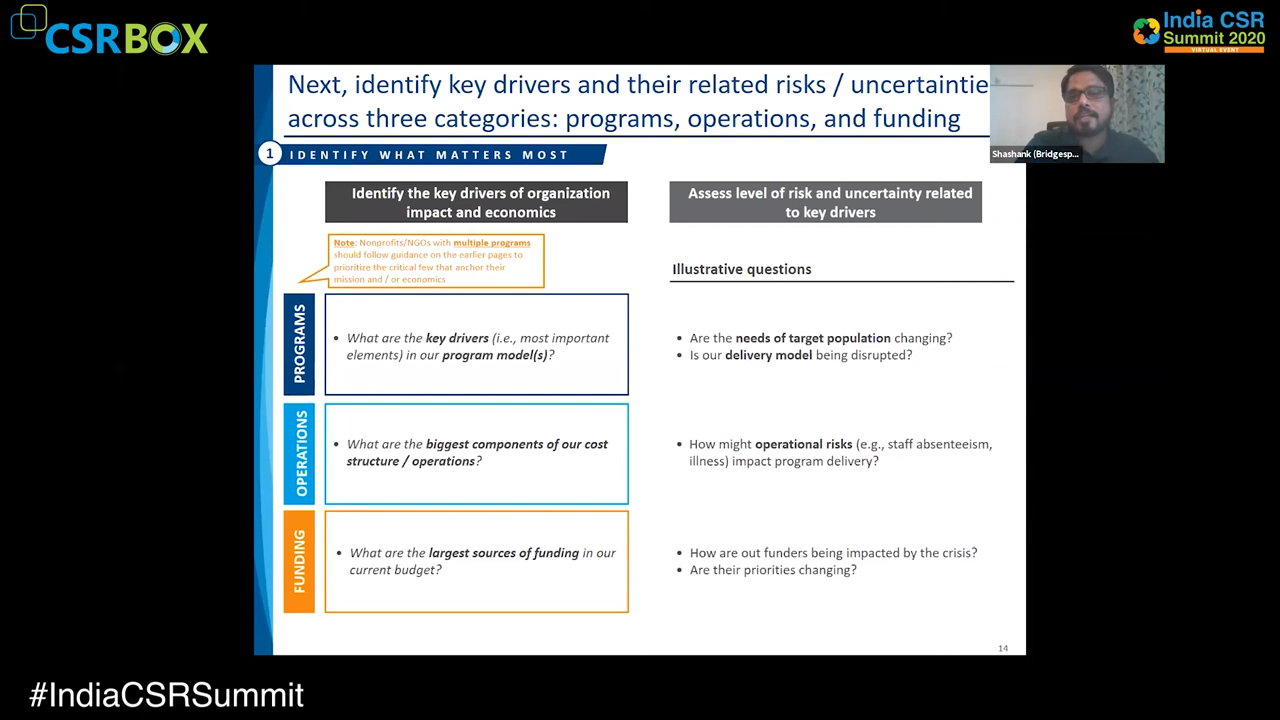 CSRBOX
India CSR
Summit 2020
VIRTUAL EVENT
Next, identify key drivers and their related risks / uncertainties
across three categories: programs, operations, and funding
Shashank (Bridgesp...
1 IDENTIFY WHAT MATTERS MOST
Identify the key drivers of organization
impact and economics
Assess level of risk and uncertainty related
to key drivers
Note: Nonprofits/NGOs with multiple programs
should follow guidance on the earlier pages to
prioritize the critical few that anchor their
mission and / or economics
Illustrative questions
PROGRAMS
• What are the key drivers (i.e., most important
elements) in our program model(s)?
• Are the needs of target population changing?
• Is our delivery model being disrupted?
OPERATIONS
• What are the biggest components of our cost
structure / operations?
• How might operational risks (e.g., staff absenteeism,
illness) impact program delivery?
FUNDING
• What are the largest sources of funding in our
current budget?
• How are out funders being impacted by the crisis?
• Are their priorities changing?
14
#IndiaCSRSummit